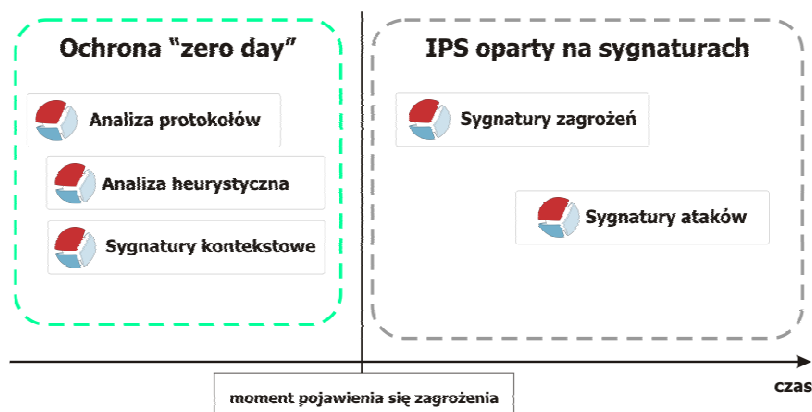 Ochrona “zero day”
Analiza protokołów
Analiza heurystyczna
Sygnatury kontekstowe
IPS oparty na sygnaturach
Sygnatury zagrożeń
Sygnatury ataków
czas
moment pojawienia się zagrożenia